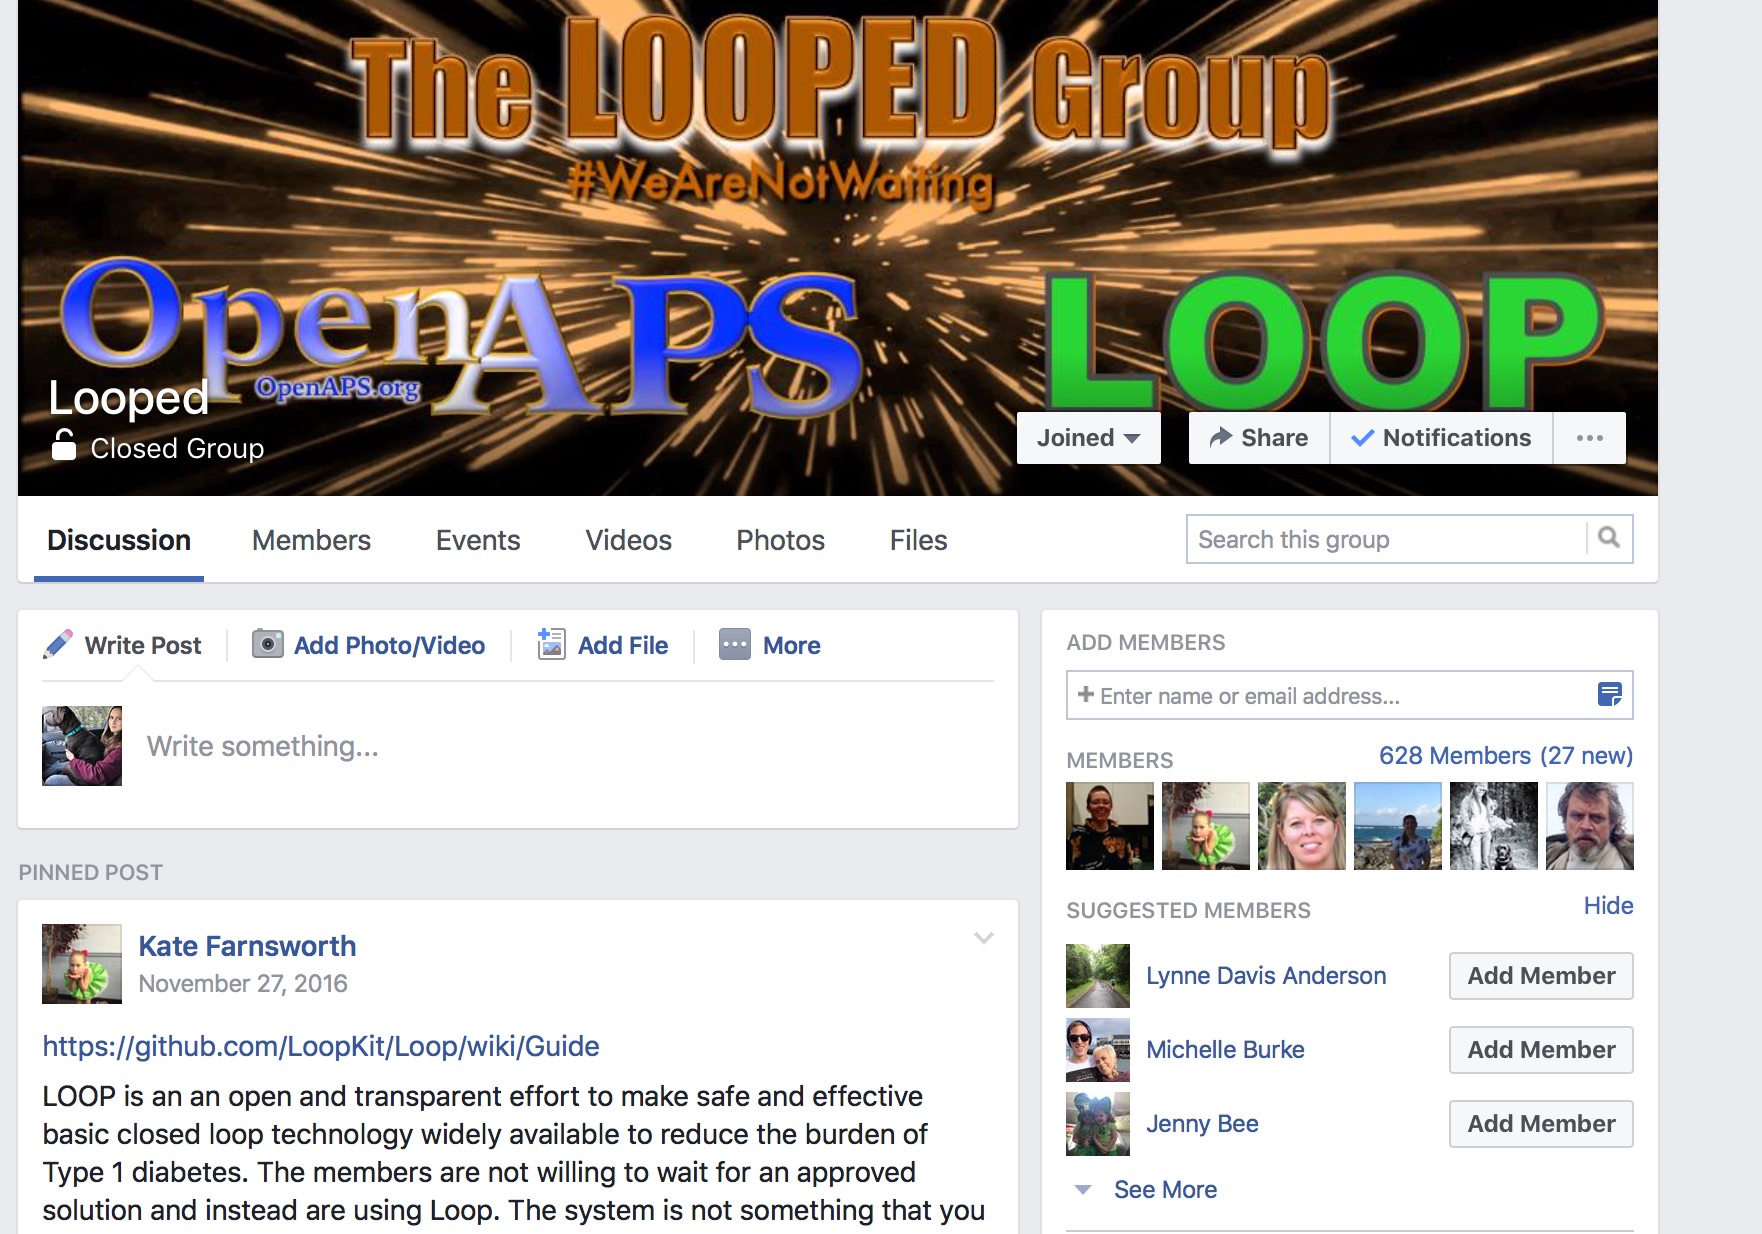 The LOOPED Group
#WeAreNotWaiting
OpenAPS
LOOP
OpenAPS.org
Looped
Closed Group
Joined
Share
Notifications
Discussion
Members
Events
Videos
Photos
Files
Search this group
Write Post
Add Photo/Video
Add File
More
Write something...
PINNED POST
Kate Farnsworth
November 27, 2016
https://github.com/LoopKit/Loop/wiki/Guide
LOOP is an an open and transparent effort to make safe and effective
basic closed loop technology widely available to reduce the burden of
Type 1 diabetes. The members are not willing to wait for an approved
solution and instead are using Loop. The system is not something that you
ADD MEMBERS
+ Enter name or email address...
MEMBERS
628 Members (27 new)
SUGGESTED MEMBERS
Hide
Lynne Davis Anderson
Add Member
Michelle Burke
Add Member
Jenny Bee
Add Member
See More